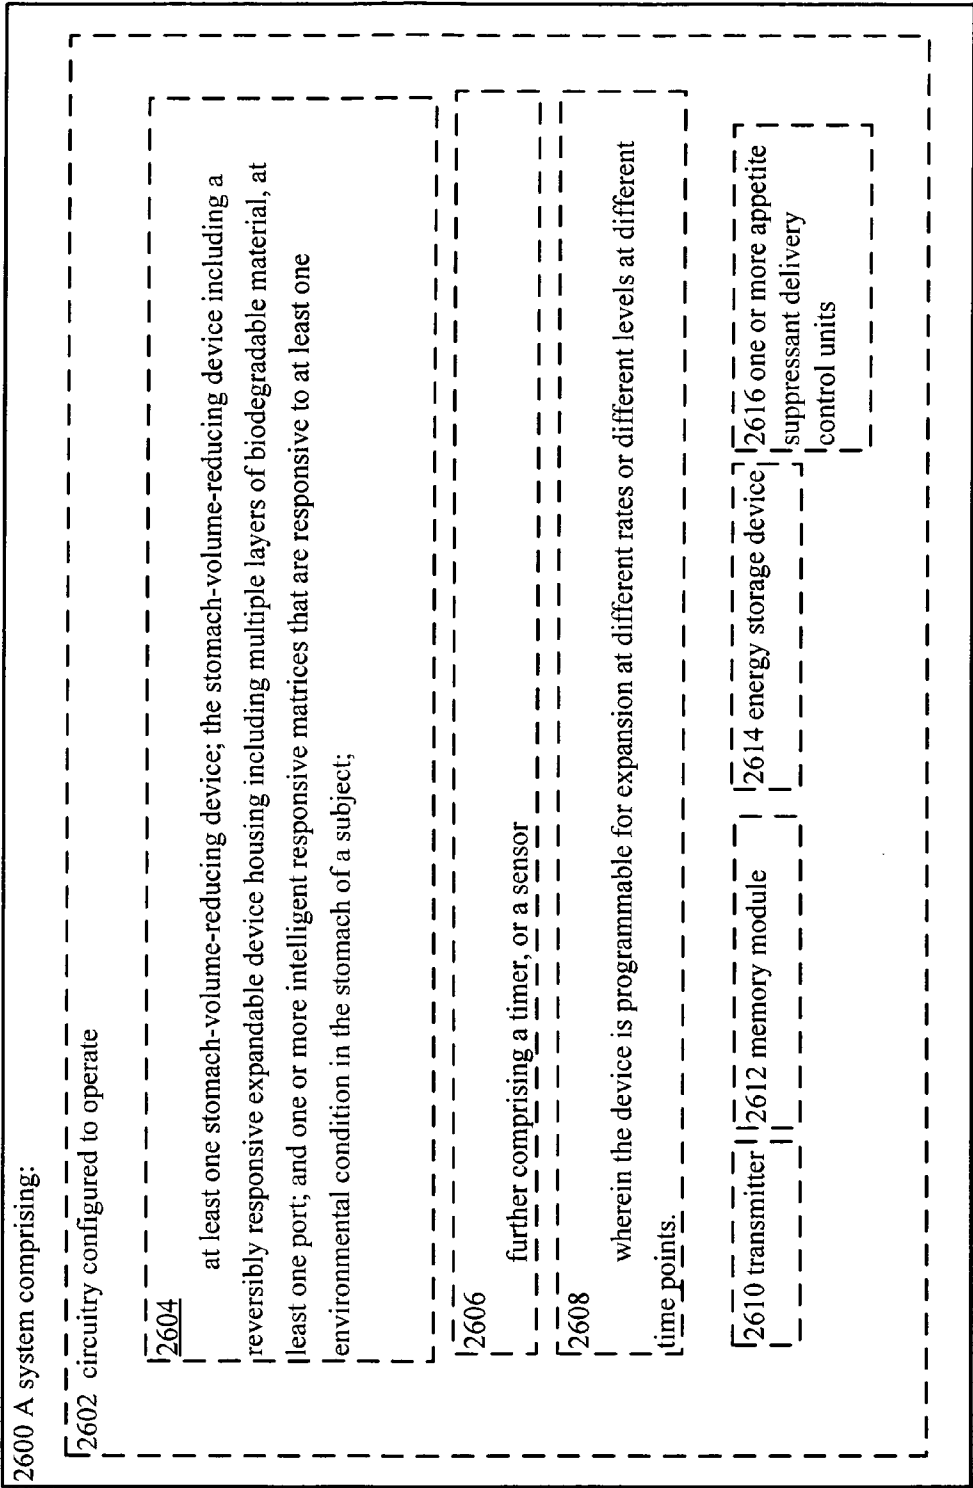 2600 A system comprising:
2602 circuitry configured to operate
2604
at least one stomach-volume-reducing device; the stomach-volume-reducing device including a
reversibly responsive expandable device housing including multiple layers of biodegradable material, at
least one port; and one or more intelligent responsive matrices that are responsive to at least one
environmental condition in the stomach of a subject;
2606
further comprising a timer, or a sensor
2608
wherein the device is programmable for expansion at different rates or different levels at different
time points.
2610 transmitter
2612 memory module
2614 energy storage device
2616 one or more appetite
suppressant delivery
control units